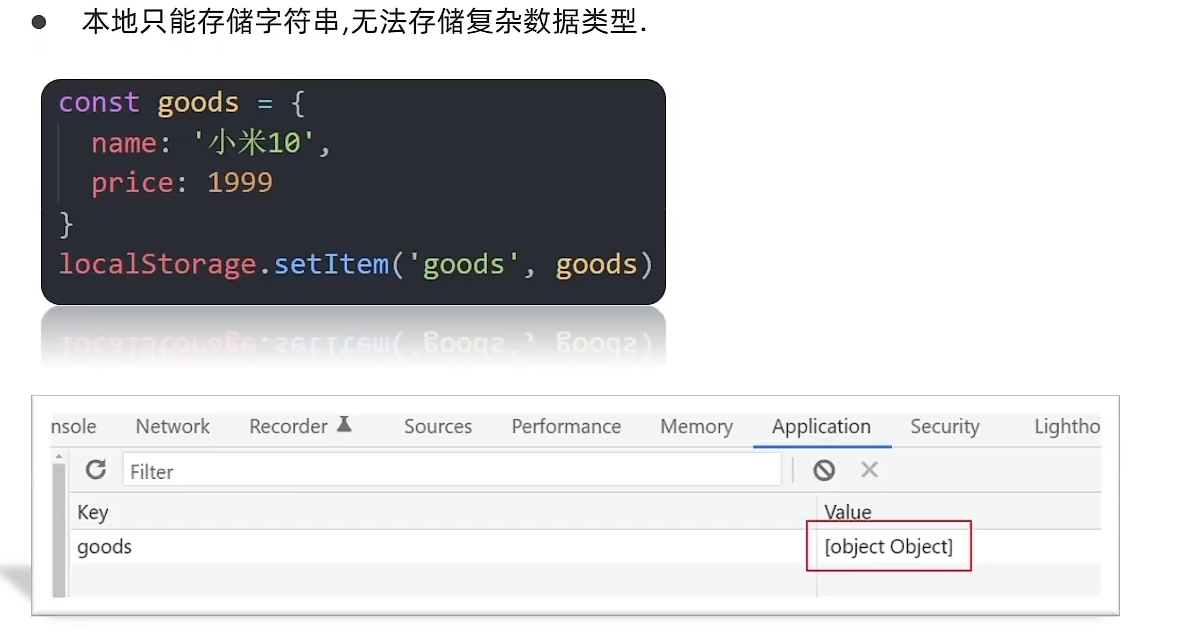 ● 本地只能存储字符串,无法存储复杂数据类型.
const goods = {
  name: '小米10',
  price: 1999
}
localStorage.setItem('goods', goods)
nsole Network Recorder Sources Performance Memory Application Security Lightho
Filter
Key Value
goods [object Object]